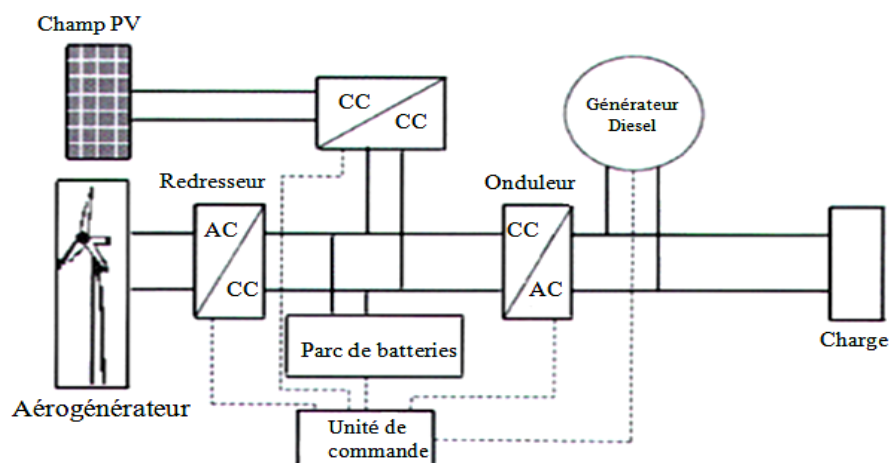 Champ PV
CC
CC
Générateur
Diesel
Redresseur
Onduleur
AC
CC
CC
AC
Parc de batteries
Charge
Aérogénérateur
Unité de
commande